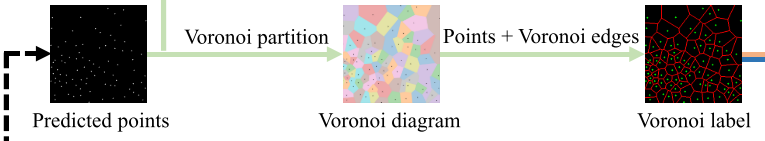 Voronoi partition
Points + Voronoi edges
Predicted points
Voronoi diagram
Voronoi label